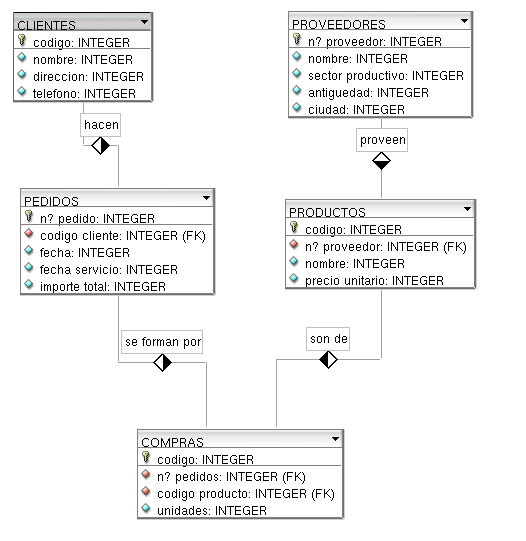 CLIENTES
codigo: INTEGER
nombre: INTEGER
direccion: INTEGER
telefono: INTEGER
PROVEEDORES
n? proveedor: INTEGER
nombre: INTEGER
sector productivo: INTEGER
antiguedad: INTEGER
ciudad: INTEGER
hacen
proveen
PEDIDOS
n? pedido: INTEGER
codigo cliente: INTEGER (FK)
fecha: INTEGER
fecha servicio: INTEGER
importe total: INTEGER
PRODUCTOS
codigo: INTEGER
n? proveedor: INTEGER (FK)
nombre: INTEGER
precio unitario: INTEGER
se forman por
son de
COMPRAS
codigo: INTEGER
n? pedidos: INTEGER (FK)
codigo producto: INTEGER (FK)
unidades: INTEGER